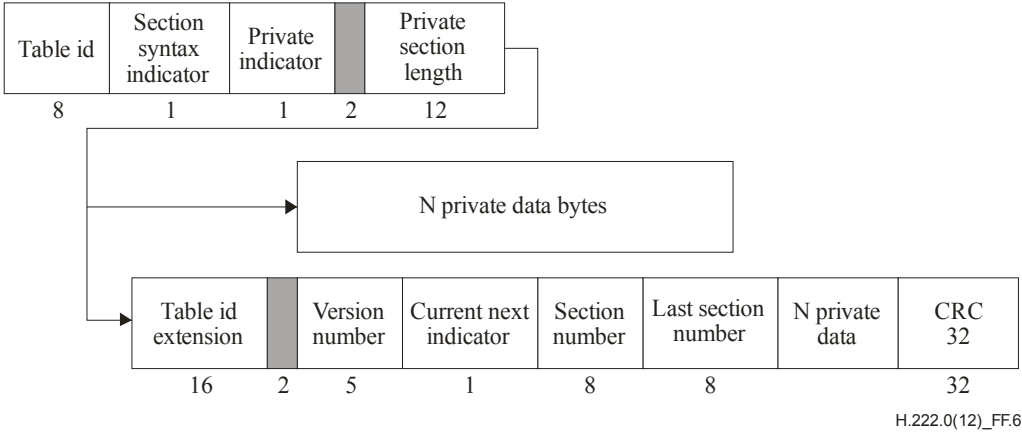 Table id
Section
syntax
indicator
Private
indicator
Private
section
length
8
1
1
2
12
N private data bytes
Table id
extension
Version
number
Current next
indicator
Section
number
Last section
number
N private
data
CRC
32
16
2
5
1
8
8
32
H.222.0(12)_FF.6